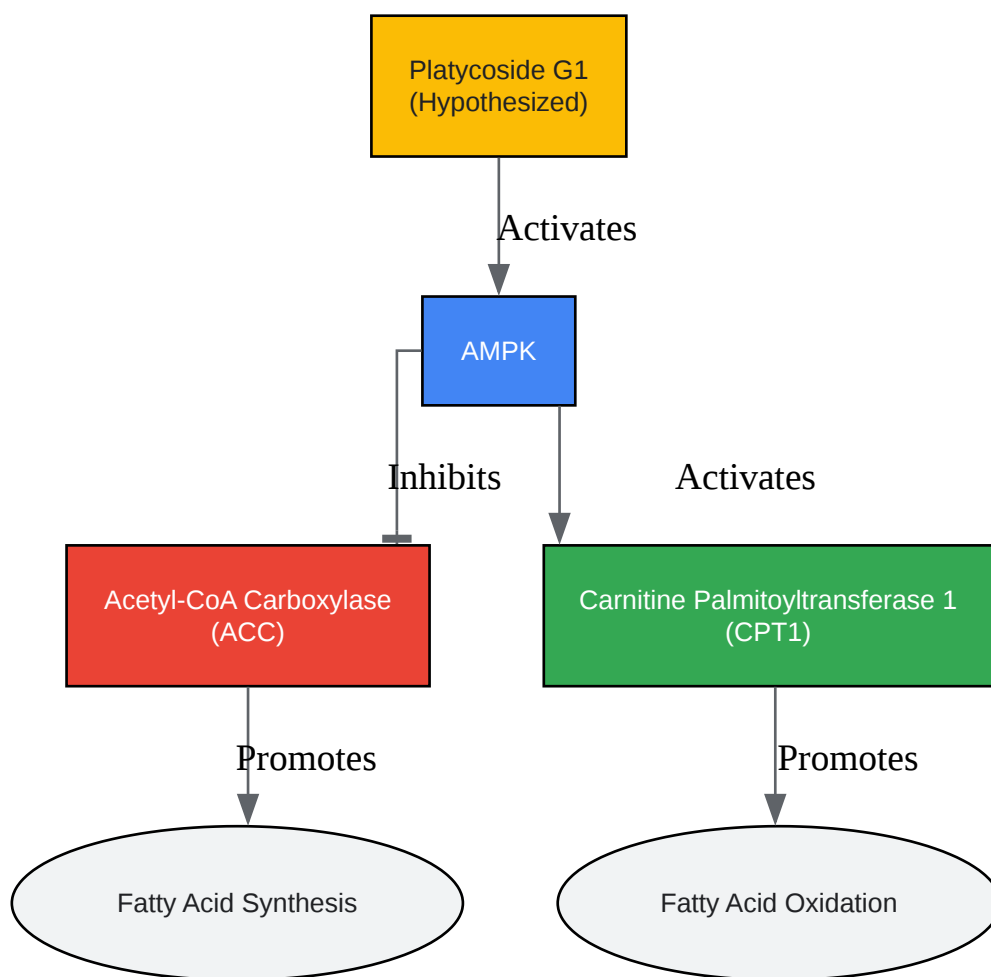 Platycoside G1
(Hypothesized)
Activates
AMPK
Inhibits
Activates
Acetyl-CoA Carboxylase
(ACC)
Carnitine Palmitoyltransferase 1
(CPT1)
Promotes
Promotes
Fatty Acid Synthesis
Fatty Acid Oxidation